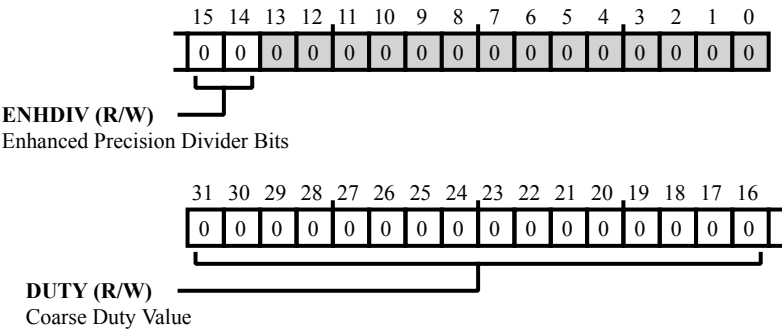 15 14 13 12 11 10 9 8 7 6 5 4 3 2 1 0
0 0 0 0 0 0 0 0 0 0 0 0 0 0 0 0
ENHDIV (R/W)
Enhanced Precision Divider Bits
31 30 29 28 27 26 25 24 23 22 21 20 19 18 17 16
0 0 0 0 0 0 0 0 0 0 0 0 0 0 0 0
DUTY (R/W)
Coarse Duty Value